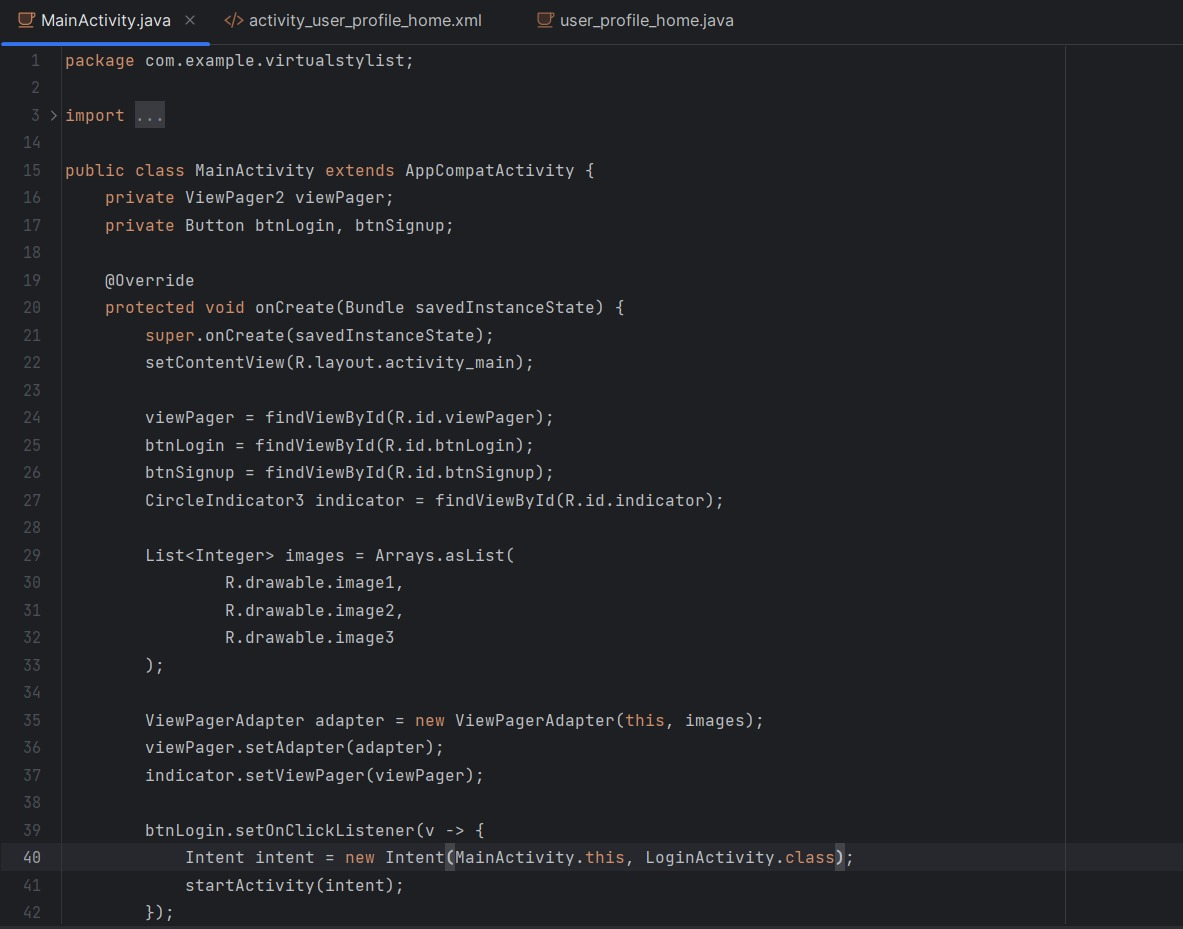 MainActivity.java × </> activity_user_profile_home.xml user_profile_home.java
1 package com.example.virtualstylist;
2
3 > import ...
14
15 public class MainActivity extends AppCompatActivity {
16     private ViewPager2 viewPager;
17     private Button btnLogin, btnSignup;
18
19     @Override
20     protected void onCreate(Bundle savedInstanceState) {
21         super.onCreate(savedInstanceState);
22         setContentView(R.layout.activity_main);
23
24         viewPager = findViewById(R.id.viewPager);
25         btnLogin = findViewById(R.id.btnLogin);
26         btnSignup = findViewById(R.id.btnSignup);
27         CircleIndicator3 indicator = findViewById(R.id.indicator);
28
29         List<Integer> images = Arrays.asList(
30                 R.drawable.image1,
31                 R.drawable.image2,
32                 R.drawable.image3
33         );
34
35         ViewPagerAdapter adapter = new ViewPagerAdapter(this, images);
36         viewPager.setAdapter(adapter);
37         indicator.setViewPager(viewPager);
38
39         btnLogin.setOnClickListener(v -> {
40             Intent intent = new Intent(MainActivity.this, LoginActivity.class);
41             startActivity(intent);
42         });